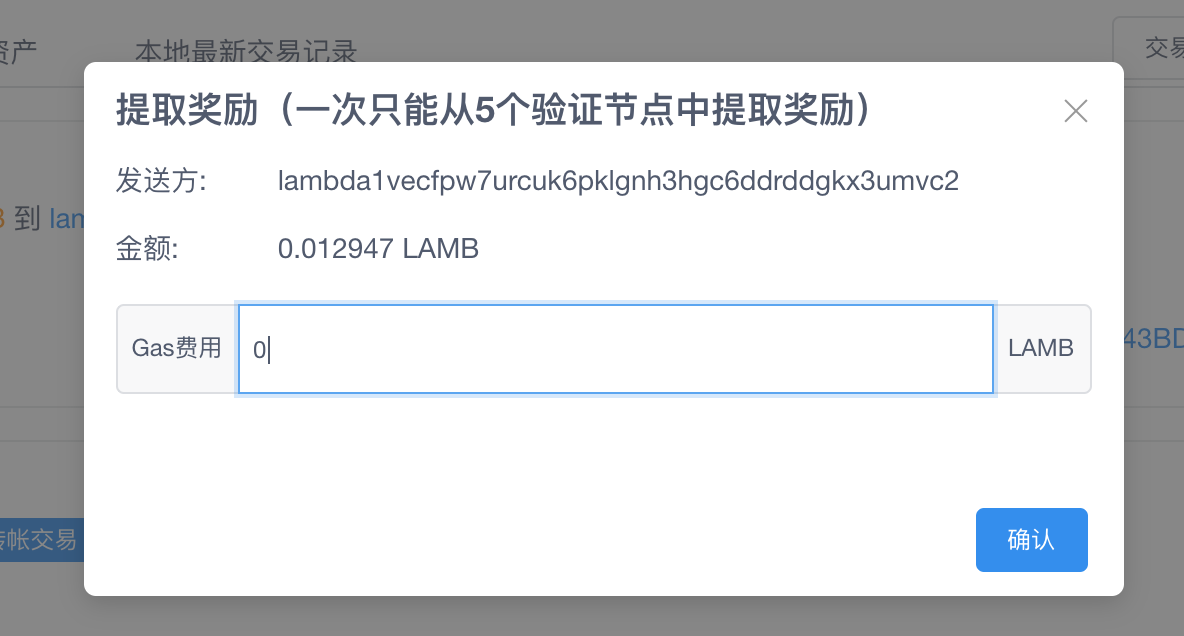 资产 本地最新交易记录 交易
提取奖励（一次只能从5个验证节点中提取奖励）
发送方: lambda1vecfpw7urcuk6pklgnh3hgc6ddrddgkx3umvc2
到 lam
金额: 0.012947 LAMB
Gas费用 0 LAMB
43BD
转帐交易 确认